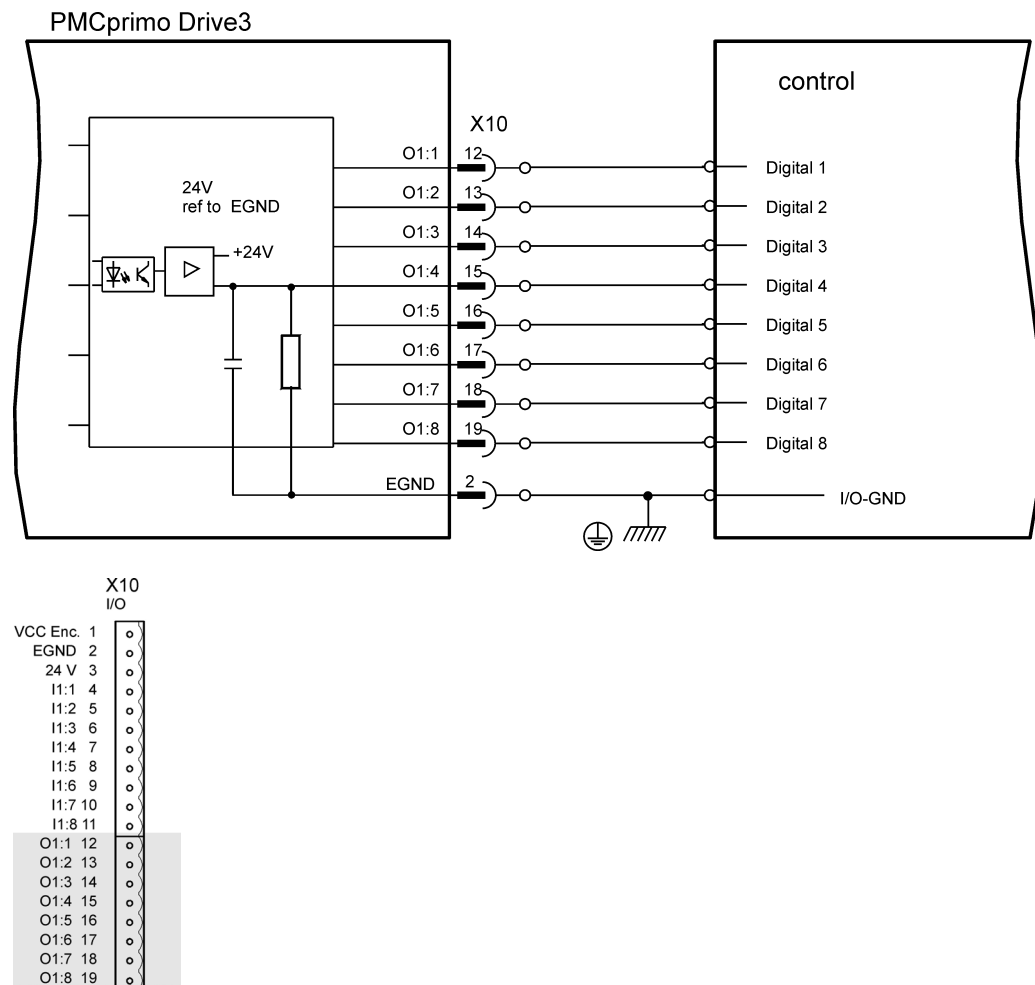 PMCprimo Drive3
control
X10
O1:1 12 Digital 1
24V
ref to EGND
O1:2 13 Digital 2
O1:3 14 Digital 3
+24V
O1:4 15 Digital 4
O1:5 16 Digital 5
O1:6 17 Digital 6
O1:7 18 Digital 7
O1:8 19 Digital 8
EGND 2 I/O-GND
X10
I/O
VCC Enc. 1
EGND 2
24 V 3
I1:1 4
I1:2 5
I1:3 6
I1:4 7
I1:5 8
I1:6 9
I1:7 10
I1:8 11
O1:1 12
O1:2 13
O1:3 14
O1:4 15
O1:5 16
O1:6 17
O1:7 18
O1:8 19